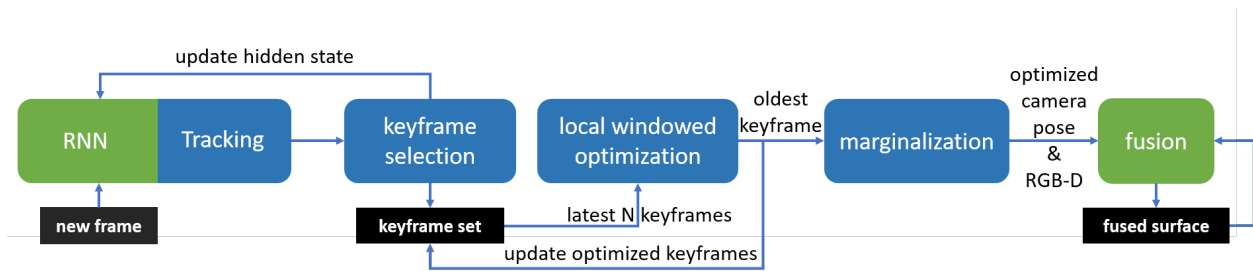 update hidden state
RNN
Tracking
keyframe
selection
local windowed
optimization
oldest
keyframe
marginalization
optimized
camera
pose
&
RGB-D
fusion
new frame
keyframe set
latest N keyframes
fused surface
update optimized keyframes